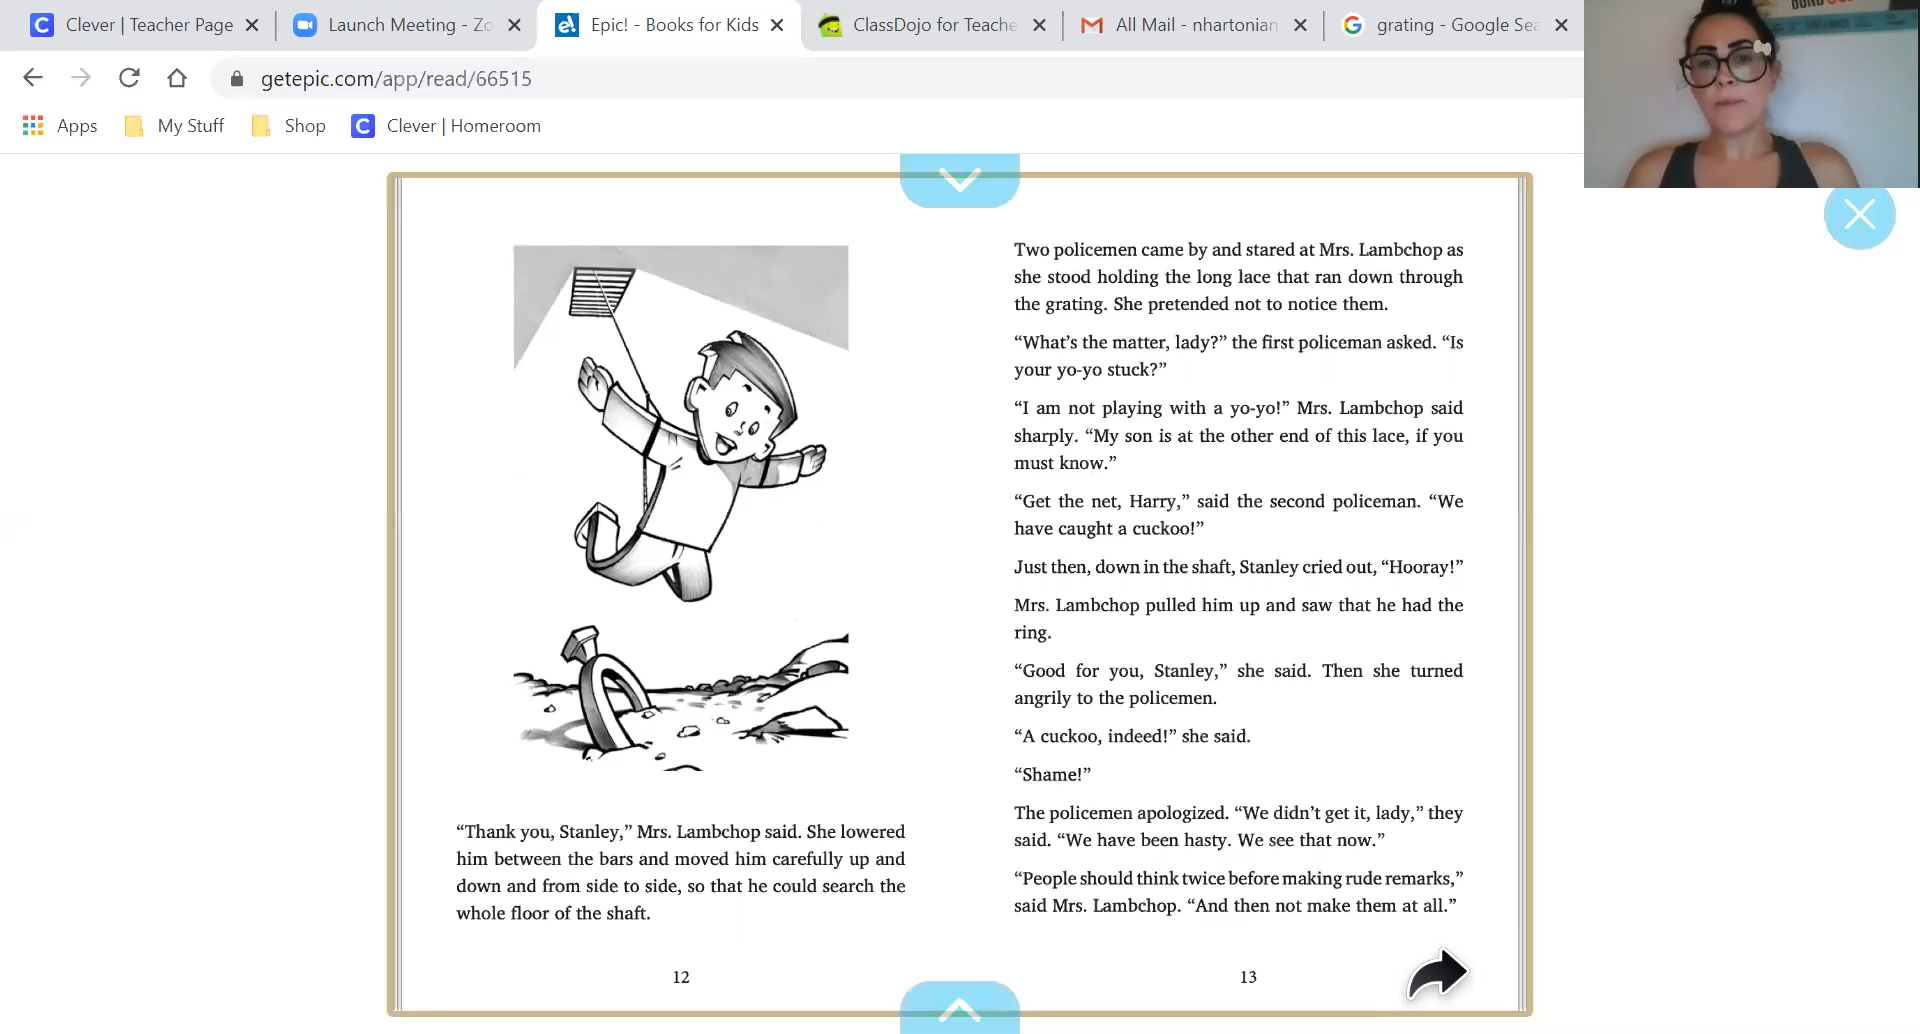 Clever | Teacher Page
Launch Meeting - Zo
Epic! - Books for Kids
ClassDojo for Teache
All Mail - nhartonian
grating - Google Sea
getepic.com/app/read/66515
Apps
My Stuff
Shop
Clever | Homeroom
“Thank you, Stanley,” Mrs. Lambchop said. She lowered
him between the bars and moved him carefully up and
down and from side to side, so that he could search the
whole floor of the shaft.
12
Two policemen came by and stared at Mrs. Lambchop as
she stood holding the long lace that ran down through
the grating. She pretended not to notice them.
“What’s the matter, lady?” the first policeman asked. “Is
your yo-yo stuck?”
“I am not playing with a yo-yo!” Mrs. Lambchop said
sharply. “My son is at the other end of this lace, if you
must know.”
“Get the net, Harry,” said the second policeman. “We
have caught a cuckoo!”
Just then, down in the shaft, Stanley cried out, “Hooray!”
Mrs. Lambchop pulled him up and saw that he had the
ring.
“Good for you, Stanley,” she said. Then she turned
angrily to the policemen.
“A cuckoo, indeed!” she said.
“Shame!”
The policemen apologized. “We didn’t get it, lady,” they
said. “We have been hasty. We see that now.”
“People should think twice before making rude remarks,”
said Mrs. Lambchop. “And then not make them at all.”
13